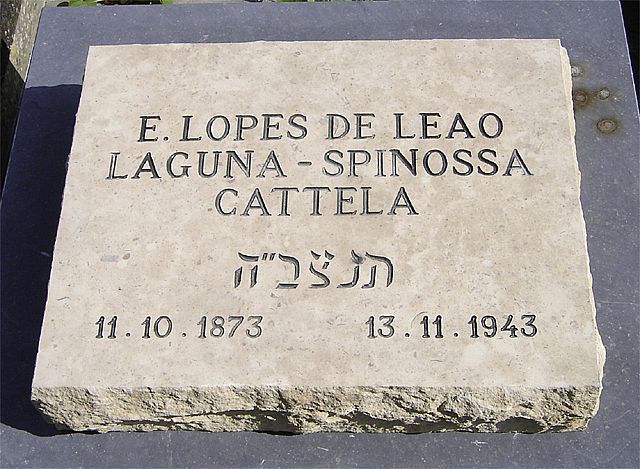 E. LOPES DE LEAO
LAGUNA - SPINOSSA
CATTELA
תנצב״ה
11.10.1873 13.11.1943